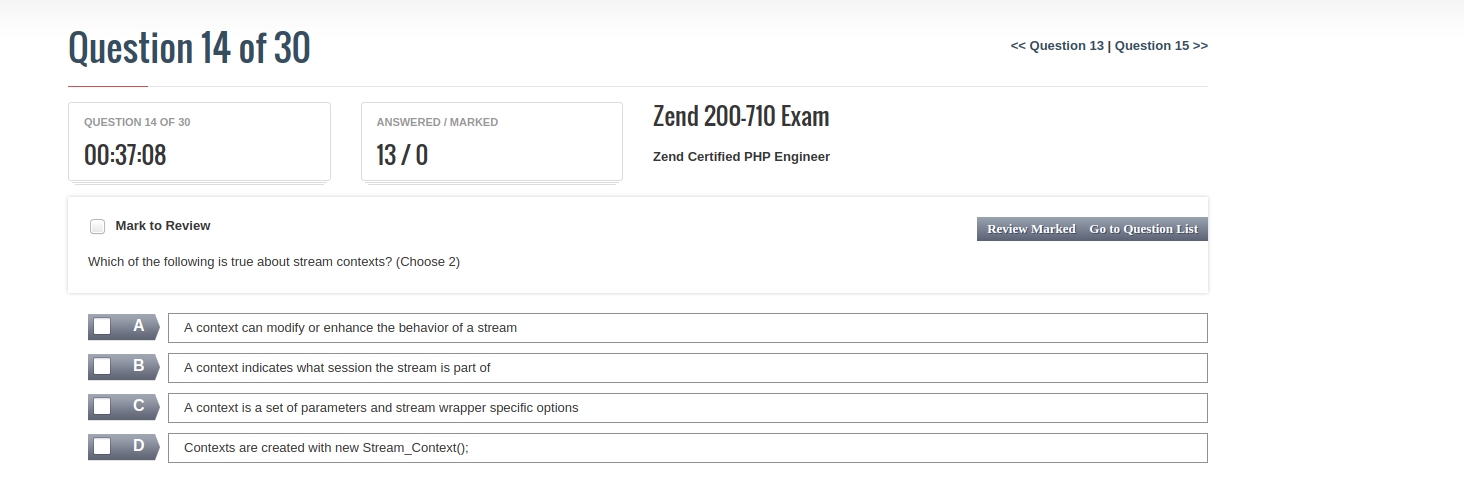 Question 14 of 30
<< Question 13 | Question 15 >>
QUESTION 14 OF 30
00:37:08
ANSWERED / MARKED
13 / 0
Zend 200-710 Exam
Zend Certified PHP Engineer
Mark to Review
Review Marked Go to Question List
Which of the following is true about stream contexts? (Choose 2)
A A context can modify or enhance the behavior of a stream
B A context indicates what session the stream is part of
C A context is a set of parameters and stream wrapper specific options
D Contexts are created with new Stream_Context();